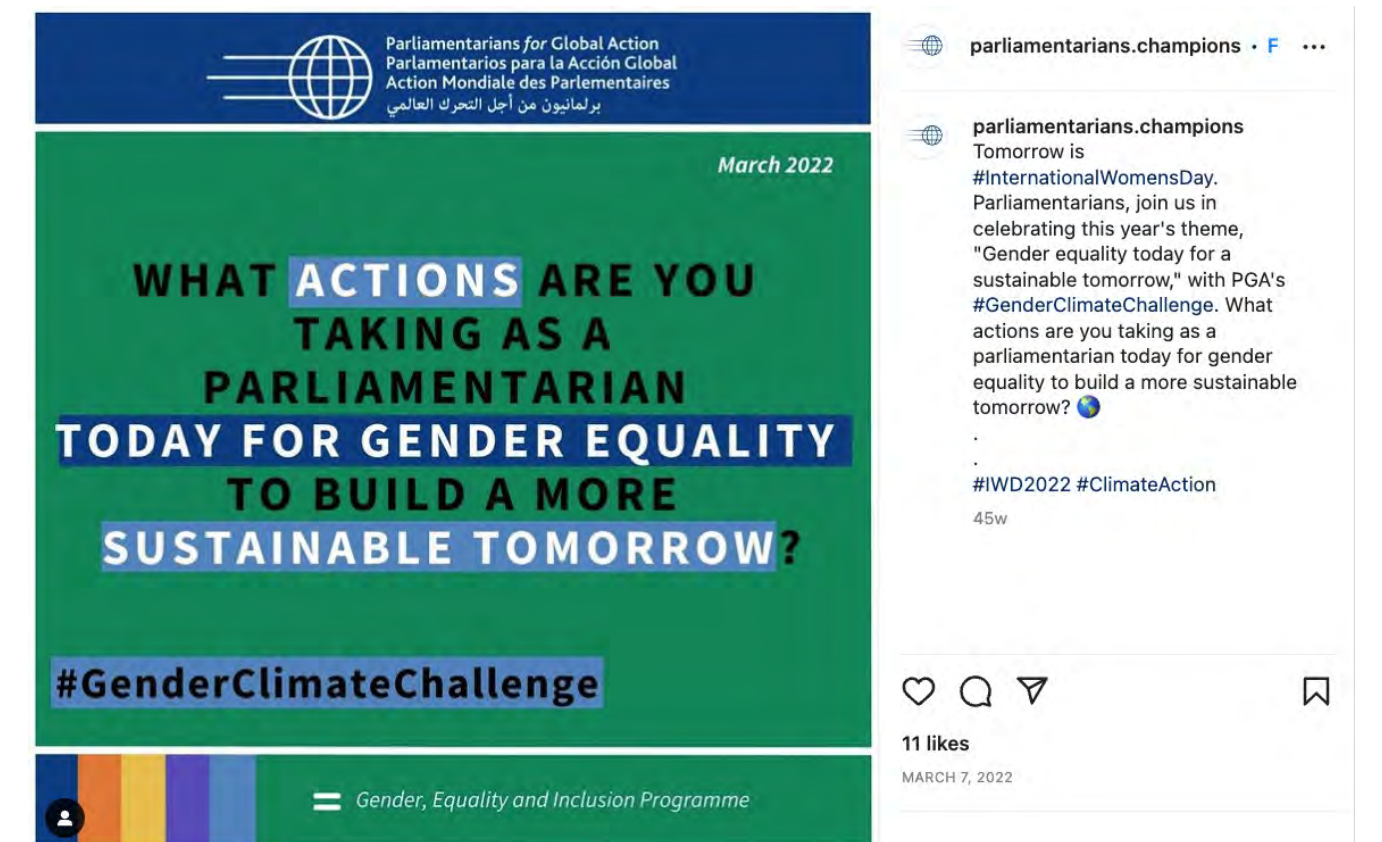 Parliamentarians for Global Action
Parlamentarios para la Acción Global
Action Mondiale des Parlementaires
برلمانيون من أجل التحرك العالمي
March 2022
WHAT ACTIONS ARE YOU
TAKING AS A
PARLIAMENTARIAN
TODAY FOR GENDER EQUALITY
TO BUILD A MORE
SUSTAINABLE TOMORROW?
#GenderClimateChallenge
= Gender, Equality and Inclusion Programme
parliamentarians.champions • F ...
parliamentarians.champions
Tomorrow is
#InternationalWomensDay.
Parliamentarians, join us in
celebrating this year's theme,
"Gender equality today for a
sustainable tomorrow," with PGA's
#GenderClimateChallenge. What
actions are you taking as a
parliamentarian today for gender
equality to build a more sustainable
tomorrow? 🌎
.
.
#IWD2022 #ClimateAction
45w
11 likes
MARCH 7, 2022